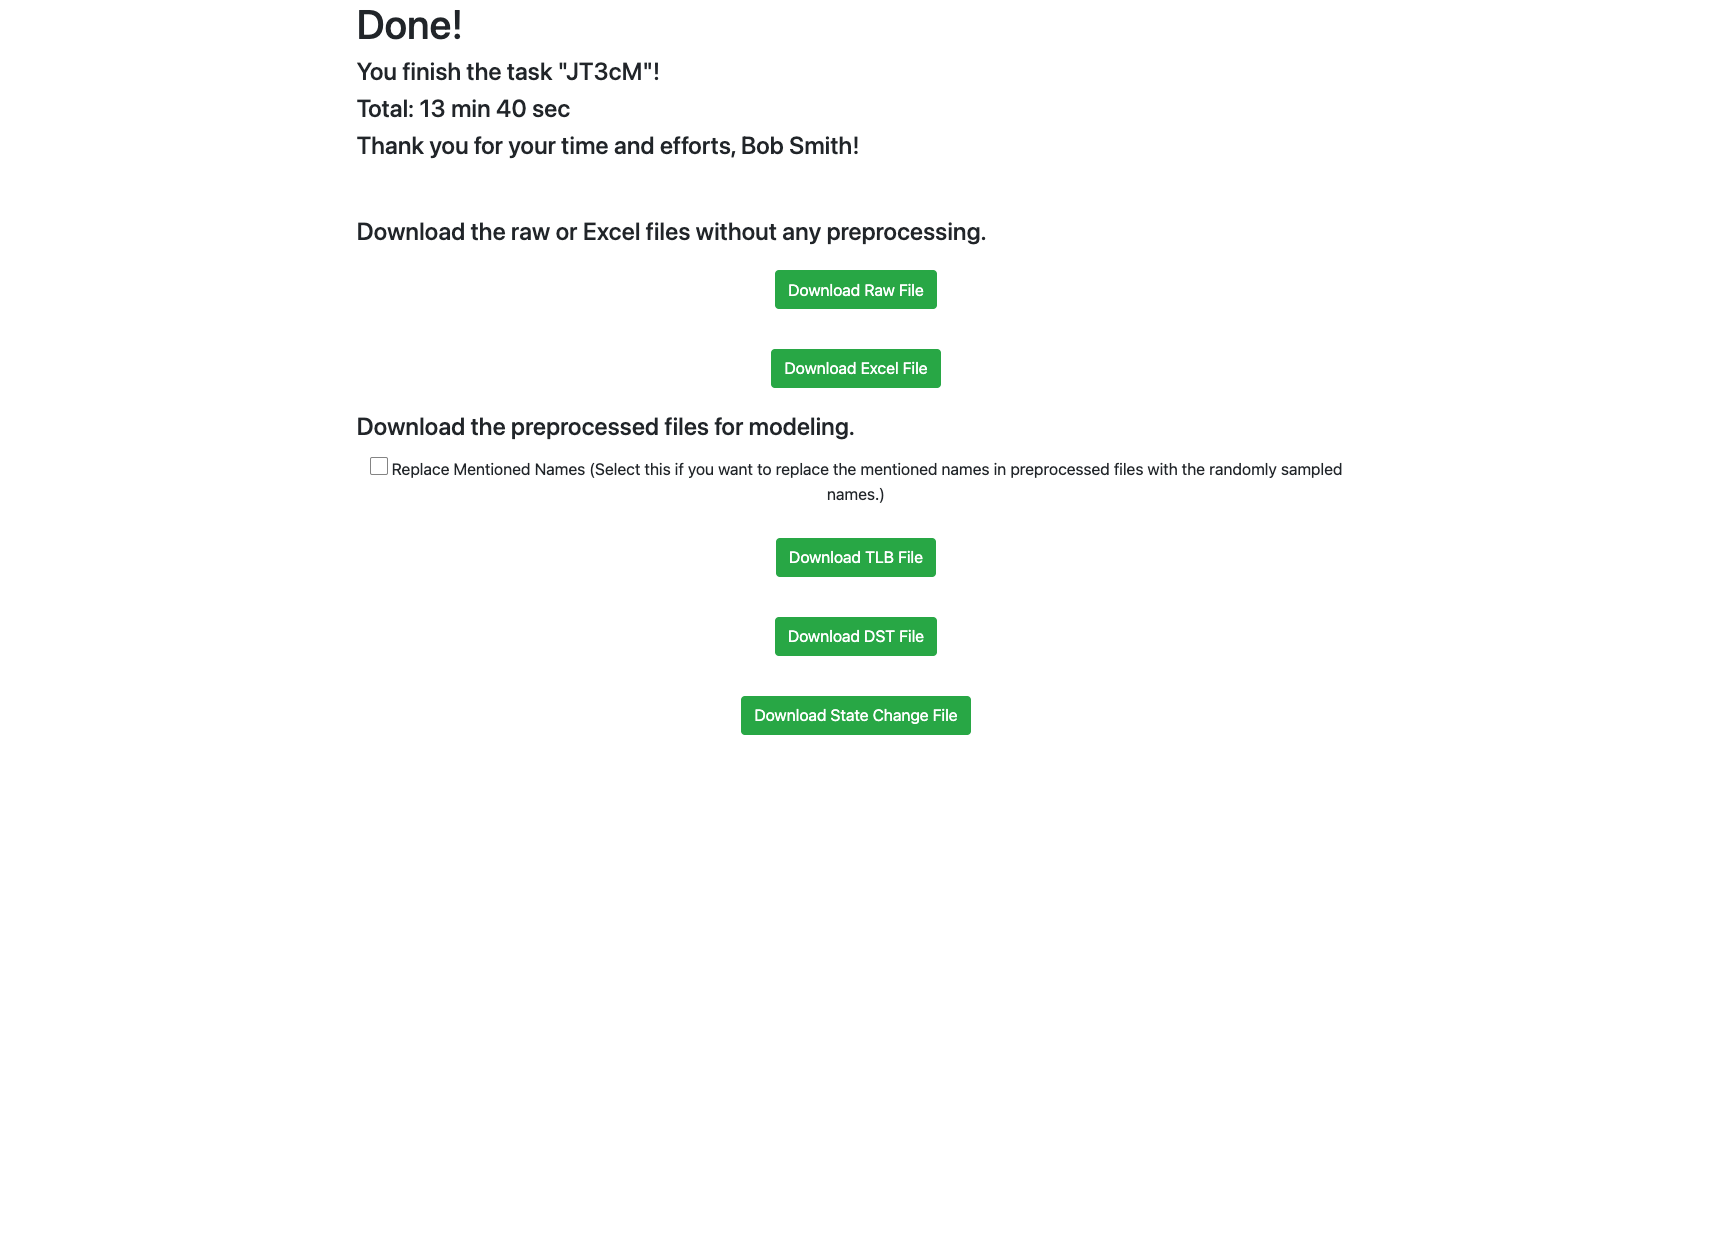 Done!
You finish the task "JT3cM"!
Total: 13 min 40 sec
Thank you for your time and efforts, Bob Smith!
Download the raw or Excel files without any preprocessing.
Download Raw File
Download Excel File
Download the preprocessed files for modeling.
Replace Mentioned Names (Select this if you want to replace the mentioned names in preprocessed files with the randomly sampled
names.)
Download TLB File
Download DST File
Download State Change File